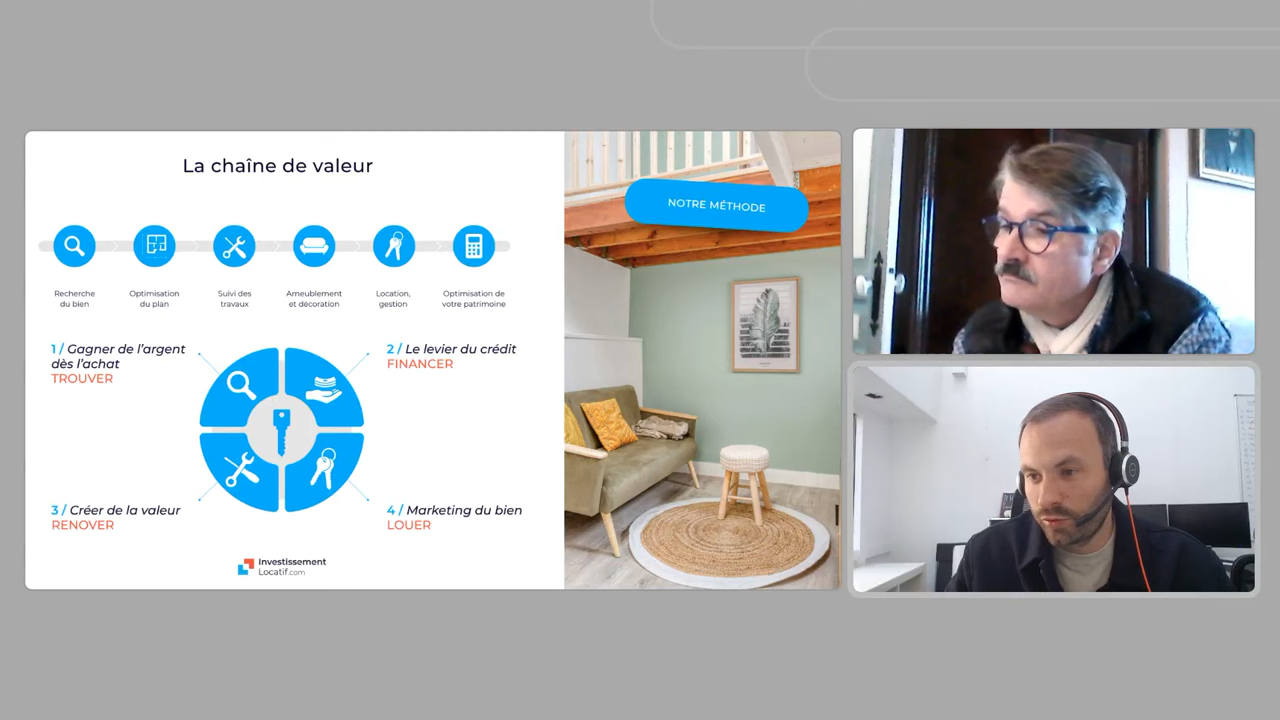 La chaîne de valeur
NOTRE MÉTHODE
Recherche
du bien
Optimisation
du plan
Suivi des
travaux
Ameublement
et décoration
Location,
gestion
Optimisation de
votre patrimoine
1 / Gagner de l'argent
dès l'achat
TROUVER
2 / Le levier du crédit
FINANCER
3 / Créer de la valeur
RENOVER
4 / Marketing du bien
LOUER
Investissement
Locatif.com